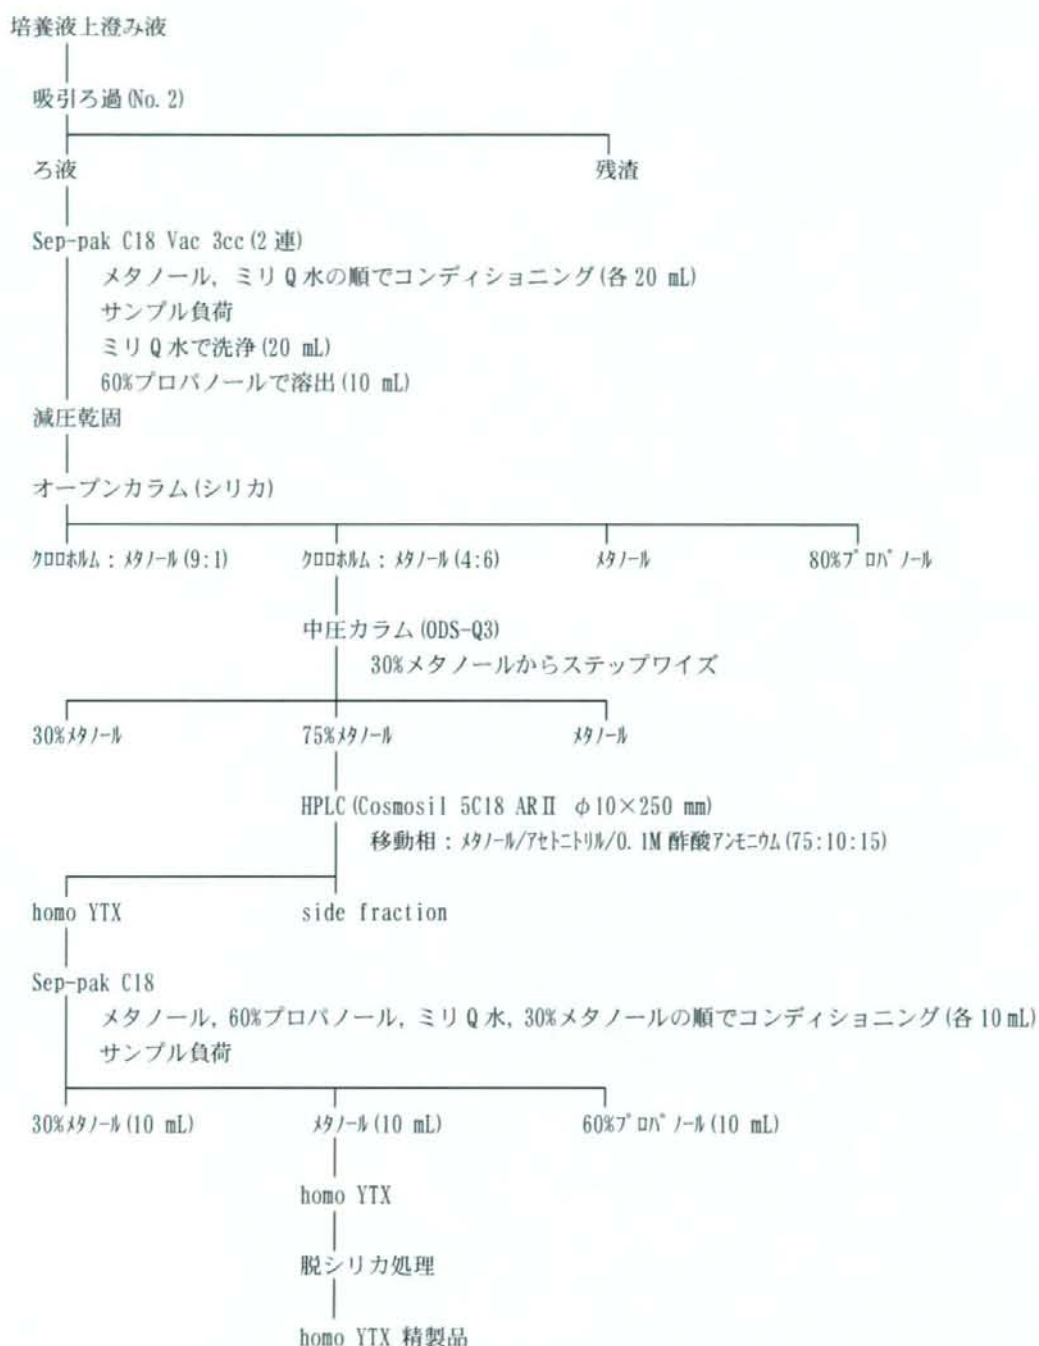 培養液上澄み液
吸引ろ過(No. 2)
ろ液 残渣
Sep-pak C18 Vac 3cc(2 連)
メタノール, ミリQ水の順でコンディショニング(各20 mL)
サンプル負荷
ミリQ水で洗浄(20 mL)
60%プロパノールで溶出(10 mL)
減圧乾固
オープンカラム(シリカ)
クロロホルム:メタノール(9:1) クロロホルム:メタノール(4:6) メタノール 80%プロパノール
中圧カラム(ODS-Q3)
30%メタノールからステップワイズ
30%メタノール 75%メタノール メタノール
HPLC(Cosmosil 5C18 ARⅡ φ10×250 mm)
移動相:メタノール/アセトニトリル/0.1M酢酸アンモニウム(75:10:15)
homo YTX side fraction
Sep-pak C18
メタノール, 60%プロパノール, ミリQ水, 30%メタノールの順でコンディショニング(各10 mL)
サンプル負荷
30%メタノール(10 mL) メタノール(10 mL) 60%プロパノール(10 mL)
homo YTX
脱シリカ処理
homo YTX 精製品